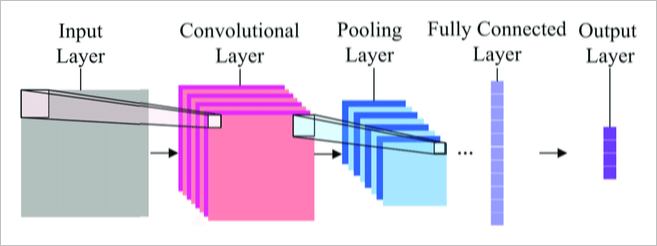 Input
Layer
Convolutional
Layer
Pooling
Layer
Fully Connected
Layer
Output
Layer
...